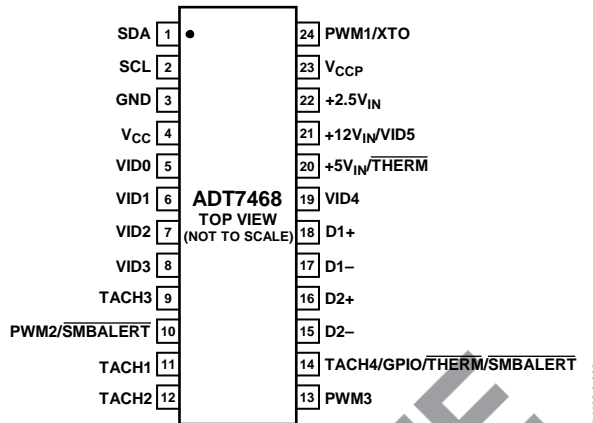 SDA 1
SCL 2
GND 3
VCC 4
VID0 5
VID1 6
VID2 7
VID3 8
TACH3 9
PWM2/SMBALERT 10
TACH1 11
TACH2 12
ADT7468
TOP VIEW
(NOT TO SCALE)
24 PWM1/XTO
23 VCCP
22 +2.5VIN
21 +12VIN/VID5
20 +5VIN/THERM
19 VID4
18 D1+
17 D1–
16 D2+
15 D2–
14 TACH4/GPIO/THERM/SMBALERT
13 PWM3